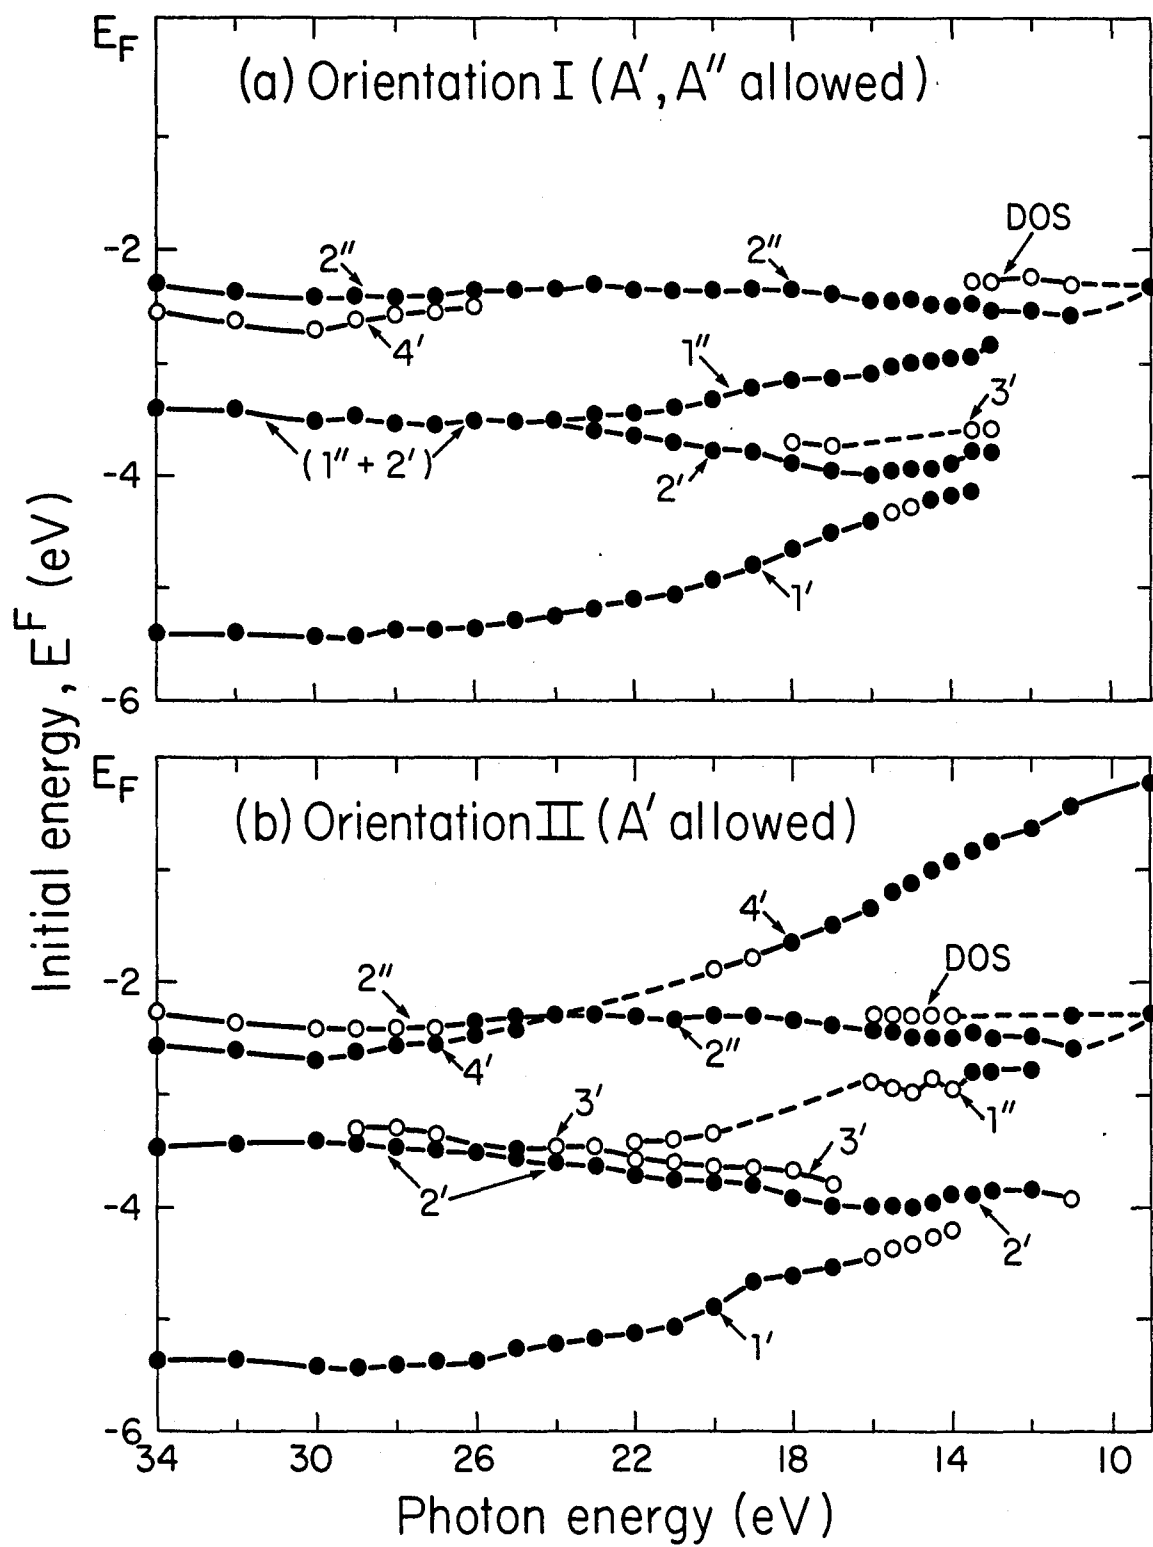 E_F
(a) Orientation I (A′, A″ allowed)
DOS
-2
2″
2″
4′
1″
3′
(1″ + 2′)
-4
2′
1′
-6
Initial energy, E^F (eV)
E_F
(b) Orientation II (A′ allowed)
4′
DOS
-2
2″
2″
4′
3′
1″
3′
2′
-4
2′
1′
-6
34 30 26 22 18 14 10
Photon energy (eV)